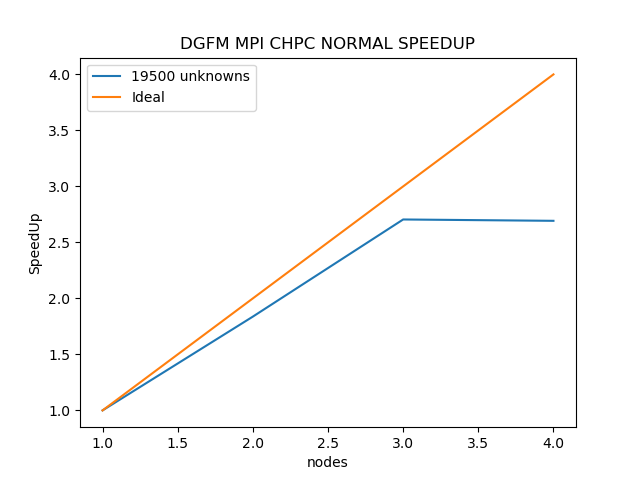 DGFM MPI CHPC NORMAL SPEEDUP
19500 unknowns
Ideal
SpeedUp
4.0
3.5
3.0
2.5
2.0
1.5
1.0
1.0 1.5 2.0 2.5 3.0 3.5 4.0
nodes